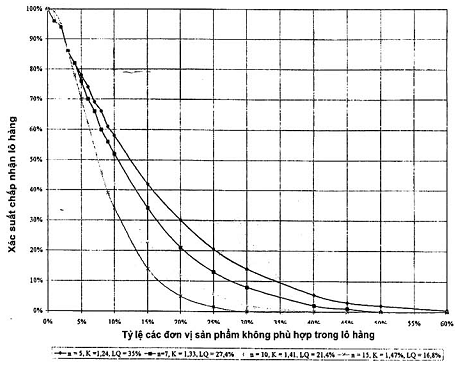 Xác suất chấp nhận lô hàng
100%
90%
80%
70%
60%
50%
40%
30%
20%
10%
0%
0% 5% 10% 15% 20% 25% 30% 35% 40% 45% 50% 55% 60%
Tỷ lệ các đơn vị sản phẩm không phù hợp trong lô hàng
n = 5, K = 1,24, LQ = 35% n=7, K = 1,33, LQ = 27,4% n = 10, K = 1,41, LQ = 21,4% n = 15, K = 1,47%, LQ = 16,8%